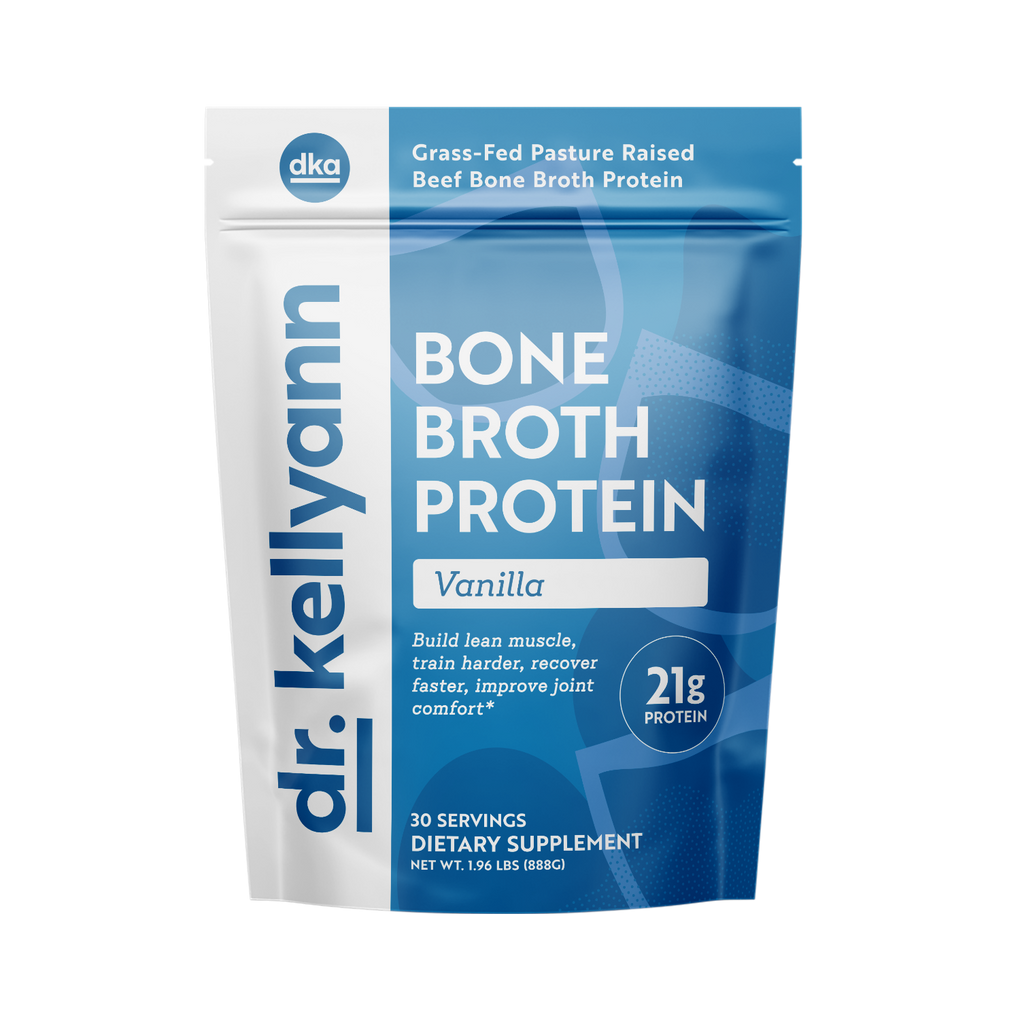 dka
Grass-Fed Pasture Raised
Beef Bone Broth Protein
dr. kellyann
BONE
BROTH
PROTEIN
Vanilla
Build lean muscle,
train harder, recover
faster, improve joint
comfort*
21g
PROTEIN
30 SERVINGS
DIETARY SUPPLEMENT
NET WT. 1.96 LBS (888G)